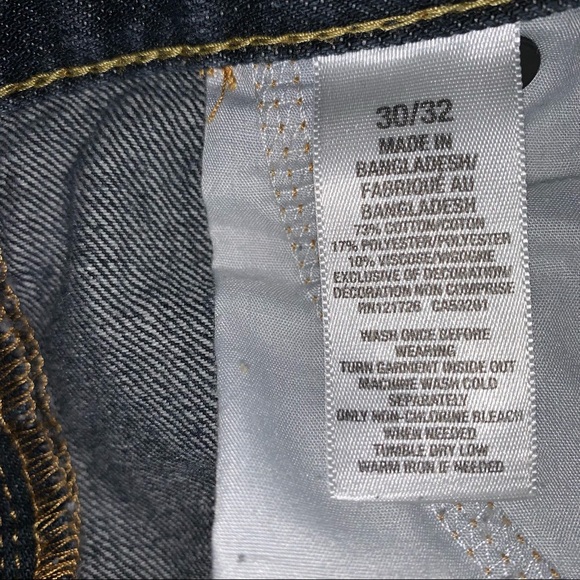 30/32
MADE IN
BANGLADESH/
FABRIQUÉ AU
BANGLADESH
73% COTTON/COTON
17% POLYESTER/POLYESTER
10% VISCOSE/VISCOSE
EXCLUSIVE OF DECORATION/
DÉCORATION NON COMPRISE
RN121726 CA53201
WASH ONCE BEFORE
WEARING
TURN GARMENT INSIDE OUT
MACHINE WASH COLD
SEPARATELY
ONLY NON-CHLORINE BLEACH
WHEN NEEDED
TUMBLE DRY LOW
WARM IRON IF NEEDED